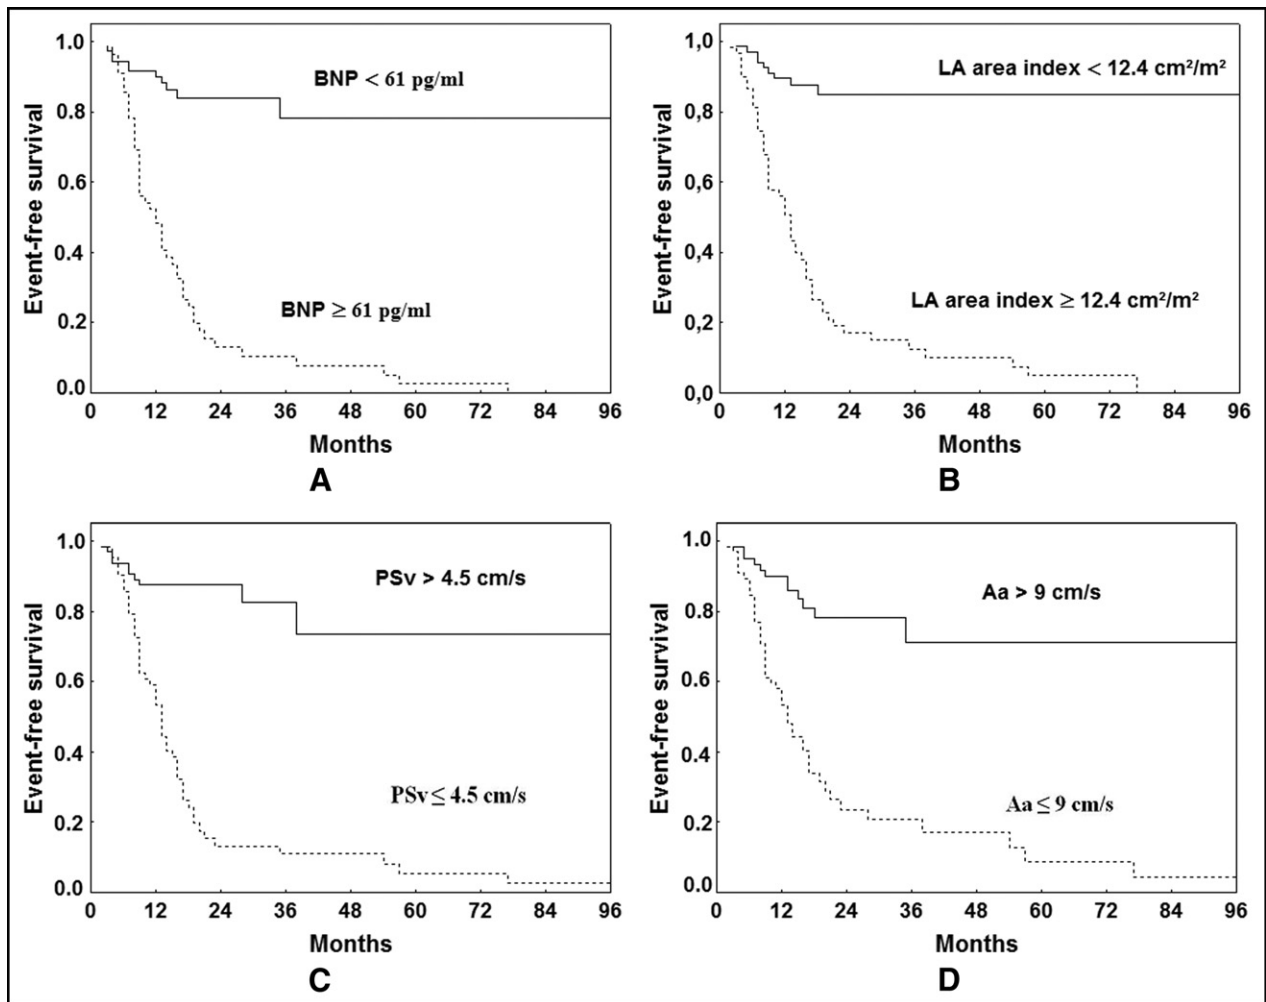 Event-free survival
1.0
0.8
0.6
0.4
0.2
0.0
BNP < 61 pg/ml
BNP ≥ 61 pg/ml
0 12 24 36 48 60 72 84 96
Months
A
Event-free survival
1,0
0,8
0,6
0,4
0,2
0,0
LA area index < 12.4 cm²/m²
LA area index ≥ 12.4 cm²/m²
0 12 24 36 48 60 72 84 96
Months
B
Event-free survival
1.0
0.8
0.6
0.4
0.2
0.0
PSv > 4.5 cm/s
PSv ≤ 4.5 cm/s
0 12 24 36 48 60 72 84 96
Months
C
Event-free survival
1.0
0.8
0.6
0.4
0.2
0.0
Aa > 9 cm/s
Aa ≤ 9 cm/s
0 12 24 36 48 60 72 84 96
Months
D